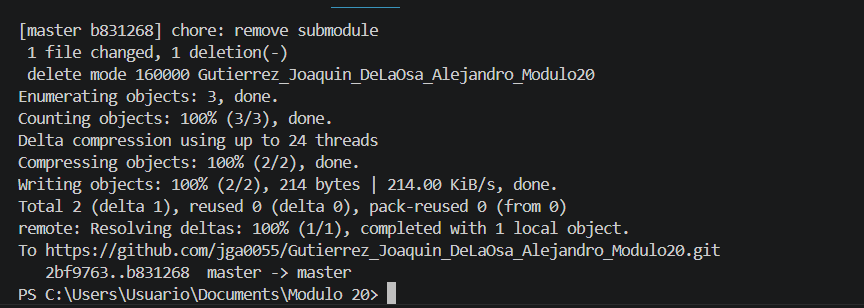 [master b831268] chore: remove submodule
 1 file changed, 1 deletion(-)
 delete mode 160000 Gutierrez_Joaquin_DeLaOsa_Alejandro_Modulo20
Enumerating objects: 3, done.
Counting objects: 100% (3/3), done.
Delta compression using up to 24 threads
Compressing objects: 100% (2/2), done.
Writing objects: 100% (2/2), 214 bytes | 214.00 KiB/s, done.
Total 2 (delta 1), reused 0 (delta 0), pack-reused 0 (from 0)
remote: Resolving deltas: 100% (1/1), completed with 1 local object.
To https://github.com/jga0055/Gutierrez_Joaquin_DeLaOsa_Alejandro_Modulo20.git
   2bf9763..b831268  master -> master
PS C:\Users\Usuario\Documents\Modulo 20>